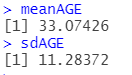 > meanAGE
[1] 33.07426
> sdAGE
[1] 11.28372